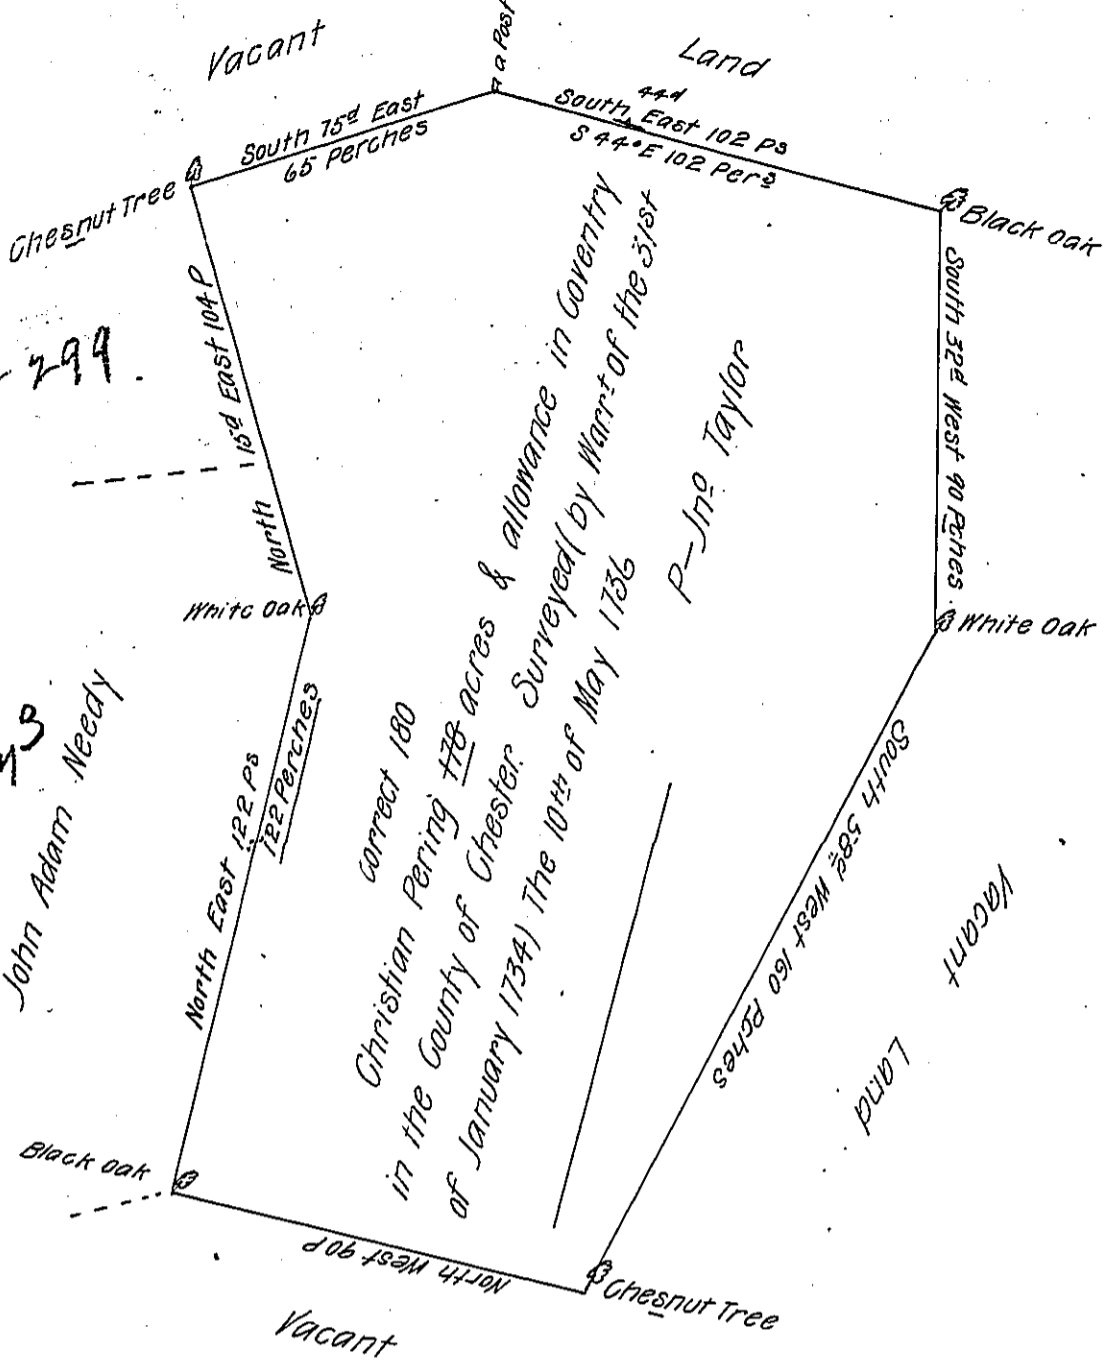 Vacant
a Post
Land
South 75d East
65 Perches
44d
South East 102 Ps
S 44° E 102 Pers
Chesnut Tree
Black Oak
299.
North 15d East 104 P
South 32d West 90 Pches.
White Oak
White Oak
John Adam Needy
North East 122 Ps
122 Perches
correct 180
Christian Pering 178 acres & allowance in Coventry
in the County of Chester. Surveyed (by Warrt of the 31st
of January 1734) The 10th of May 1736
P-Jno Taylor
South 58d West 160 Pches
Vacant
Land
Black Oak
North West 90 P
Chesnut Tree
Vacant